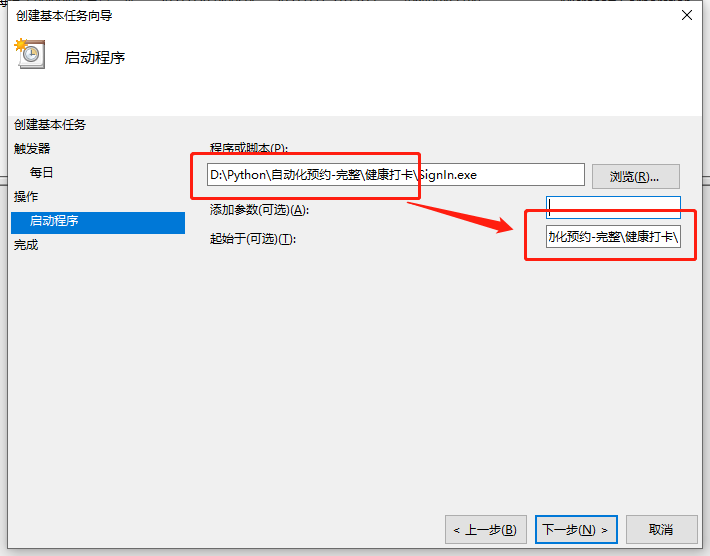 创建基本任务向导
启动程序
创建基本任务
触发器
每日
操作
启动程序
完成
程序或脚本(P):
D:\Python\自动化预约-完整\健康打卡\SignIn.exe
浏览(R)...
添加参数(可选)(A):
起始于(可选)(T):
化预约-完整\健康打卡\
< 上一步(B)
下一步(N) >
取消